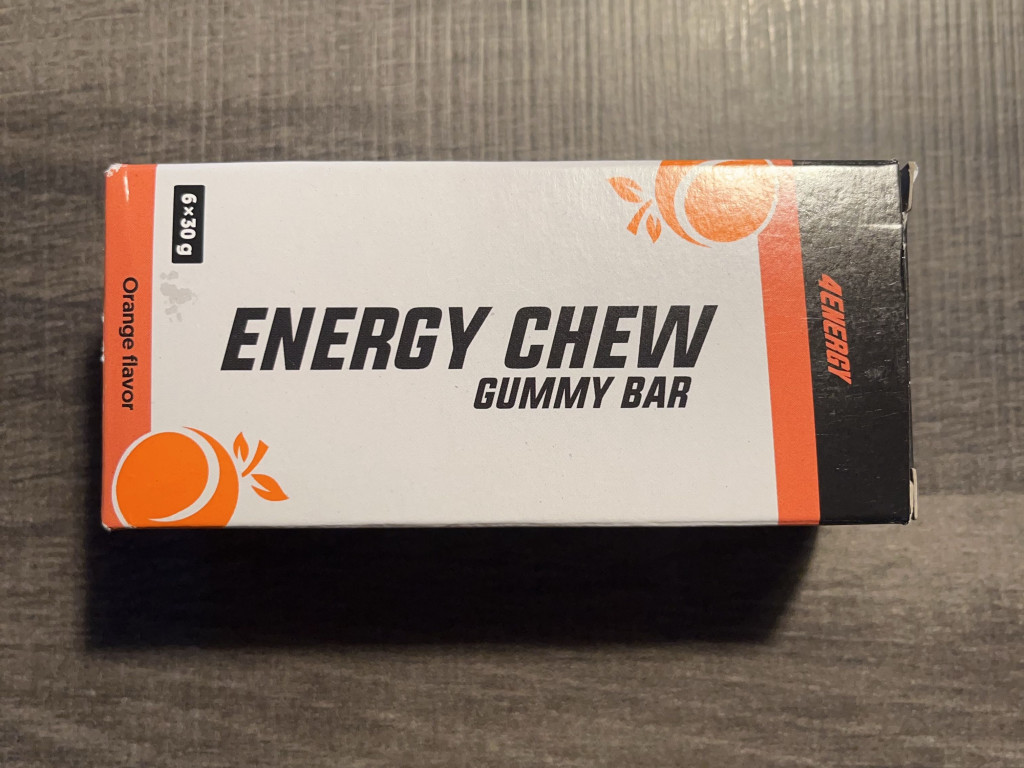 6×30 g
Orange flavor
ENERGY CHEW
GUMMY BAR
4ENERGY